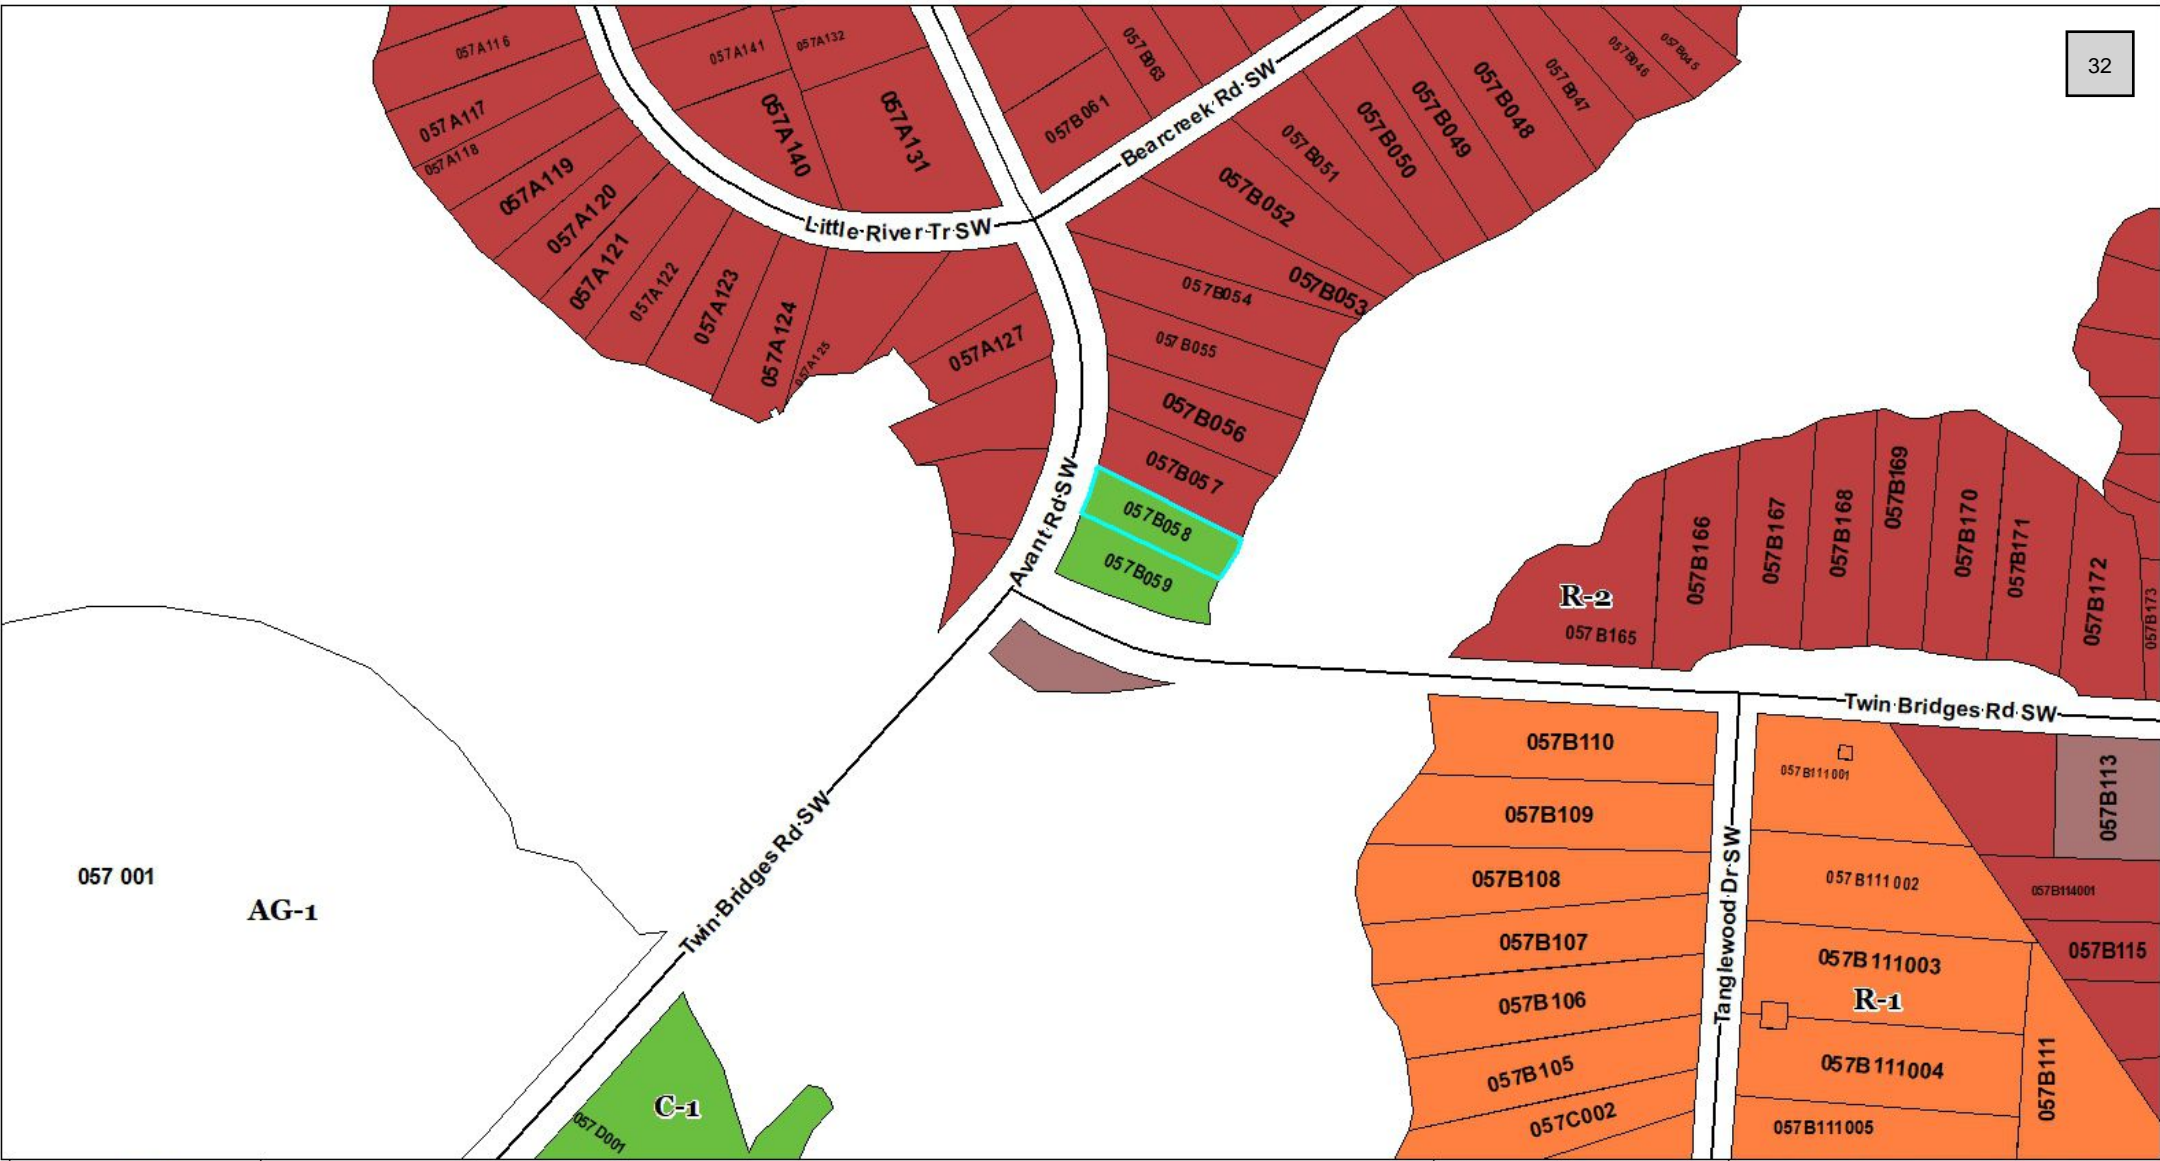 32
057A116
057A117
057A118
057A119
057A120
057A121
057A122
057A123
057A124
057A125
057A127
057A141
057A132
057A140
057A131
057B063
057B061
Bearcreek Rd SW
Little River Tr SW
057B045
057B046
057B047
057B048
057B049
057B050
057B051
057B052
057B053
057B054
057B055
057B056
057B057
057B058
057B059
Avant Rd SW
R-2
057B165
057B166
057B167
057B168
057B169
057B170
057B171
057B172
057B173
Twin Bridges Rd SW
Twin Bridges Rd SW
057 001
AG-1
C-1
057D001
057B110
057B109
057B108
057B107
057B106
057B105
057C002
Tanglewood Dr SW
057B111001
057B111002
057B111003
R-1
057B111004
057B111005
057B111
057B113
057B114001
057B115